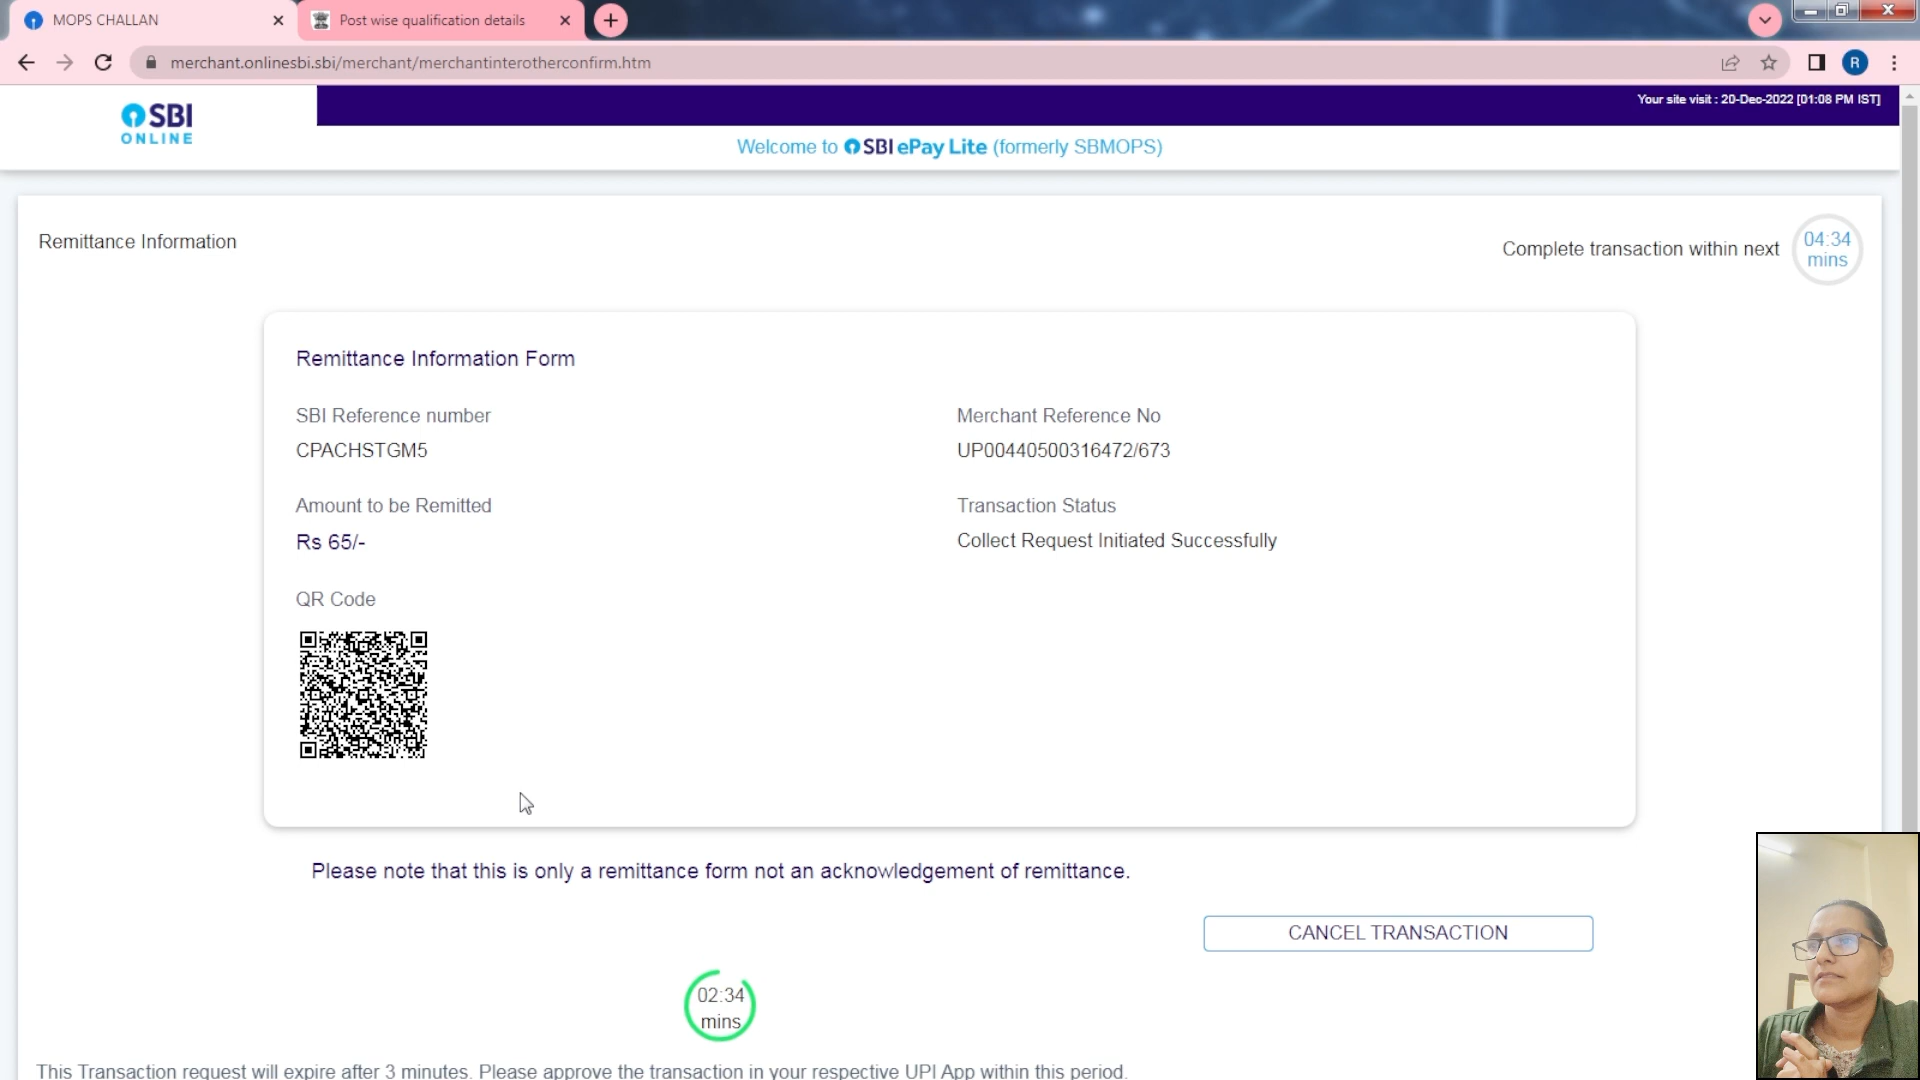 MOPS CHALLAN
Post wise qualification details
merchant.onlinesbi.sbi/merchant/merchantinterotherconfirm.htm
R
SBI
ONLINE
Your site visit : 20-Dec-2022 [01:08 PM IST]
Welcome to SBI ePay Lite (formerly SBMOPS)
Remittance Information
Complete transaction within next
04:34
mins
Remittance Information Form
SBI Reference number
Merchant Reference No
CPACHSTGM5
UP00440500316472/673
Amount to be Remitted
Transaction Status
Rs 65/-
Collect Request Initiated Successfully
QR Code
Please note that this is only a remittance form not an acknowledgement of remittance.
CANCEL TRANSACTION
02:34
mins
This Transaction request will expire after 3 minutes. Please approve the transaction in your respective UPI App within this period.